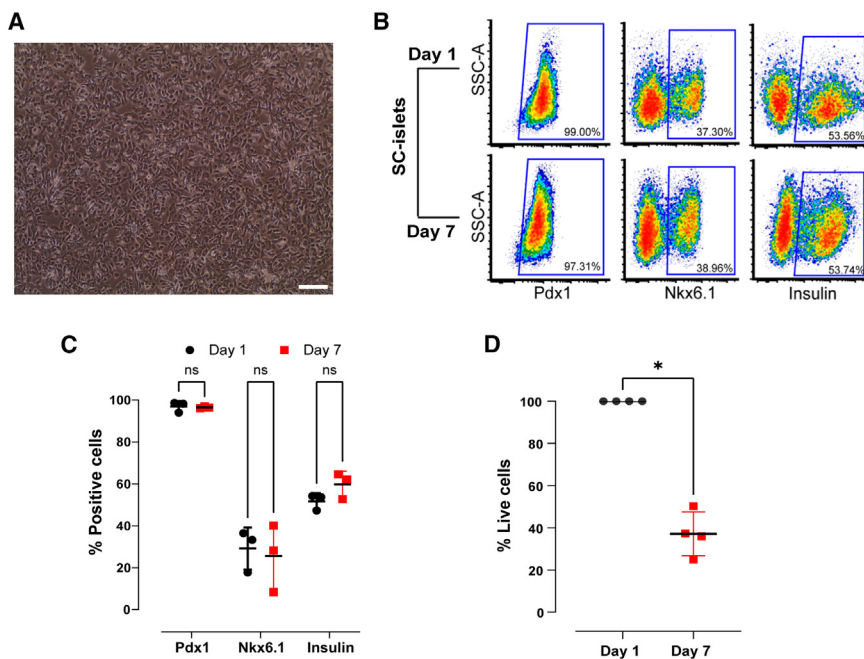 A
B
Day 1
SC-islets
Day 7
SSC-A
99.00%
37.30%
53.56%
SSC-A
97.31%
38.96%
53.74%
Pdx1
Nkx6.1
Insulin
C
Day 1
Day 7
ns
ns
ns
% Positive cells
100
80
60
40
20
0
Pdx1
Nkx6.1
Insulin
D
*
% Live cells
100
80
60
40
20
0
Day 1
Day 7